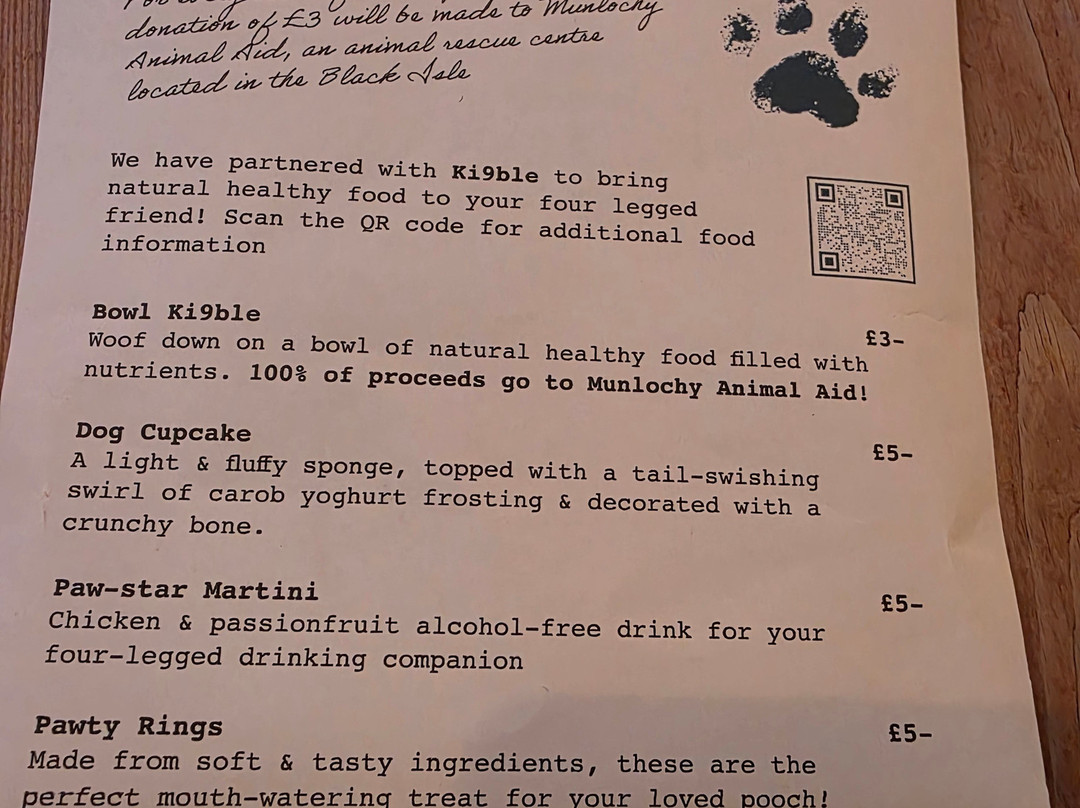 donation of £3 will be made to Munlochy
Animal Aid, an animal rescue centre
located in the Black Isle
We have partnered with Ki9ble to bring
natural healthy food to your four legged
friend! Scan the QR code for additional food
information
Bowl Ki9ble
£3-
Woof down on a bowl of natural healthy food filled with
nutrients. 100% of proceeds go to Munlochy Animal Aid!
Dog Cupcake
£5-
A light & fluffy sponge, topped with a tail-swishing
swirl of carob yoghurt frosting & decorated with a
crunchy bone.
Paw-star Martini
£5-
Chicken & passionfruit alcohol-free drink for your
four-legged drinking companion
Pawty Rings
£5-
Made from soft & tasty ingredients, these are the
perfect mouth-watering treat for your loved pooch!